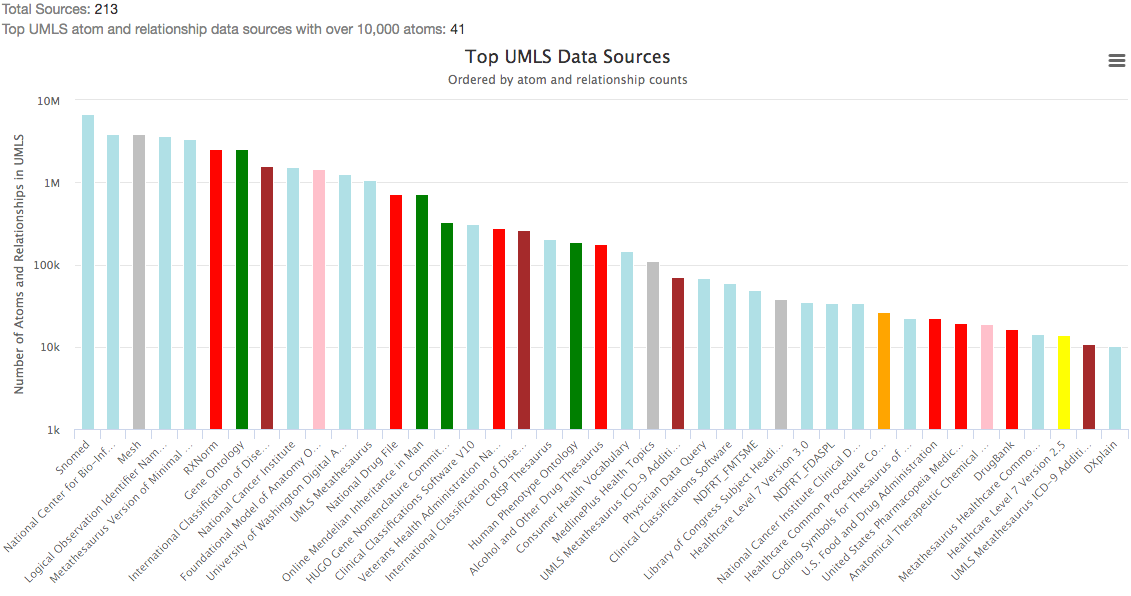 Total Sources: 213
Top UMLS atom and relationship data sources with over 10,000 atoms: 41
Top UMLS Data Sources
Ordered by atom and relationship counts
Number of Atoms and Relationships in UMLS
10M
1M
100k
10k
1k
Snomed
National Center for Bio-Inf...
Mesh
Logical Observation Identifier Nam...
Metathesaurus Version of Minimal ...
RXNorm
Gene Ontology
International Classification of Dise...
National Cancer Institute
Foundational Model of Anatomy O...
University of Washington Digital A...
UMLS Metathesaurus
National Drug File
Online Mendelian Inheritance in Man
HUGO Gene Nomenclature Commit...
Clinical Classifications Software V10
Veterans Health Administration Na...
International Classification of Dise...
CRISP Thesaurus
Human Phenotype Ontology
Alcohol and Other Drug Thesaurus
Consumer Health Vocabulary
MedlinePlus Health Topics
UMLS Metathesaurus ICD-9 Additi...
Physician Data Query
Clinical Classifications Software
NDFRT_FMTSME
Library of Congress Subject Headi...
Healthcare Level 7 Version 3.0
NDFRT_FDASPL
National Cancer Institute Clinical D...
Healthcare Common Procedure Co...
Coding Symbols for Thesaurus of ...
U.S. Food and Drug Administration
United States Pharmacopeia Medic...
Anatomical Therapeutic Chemical ...
DrugBank
Metathesaurus Healthcare Commo...
Healthcare Level 7 Version 2.5
UMLS Metathesaurus ICD-9 Additi...
DXplain